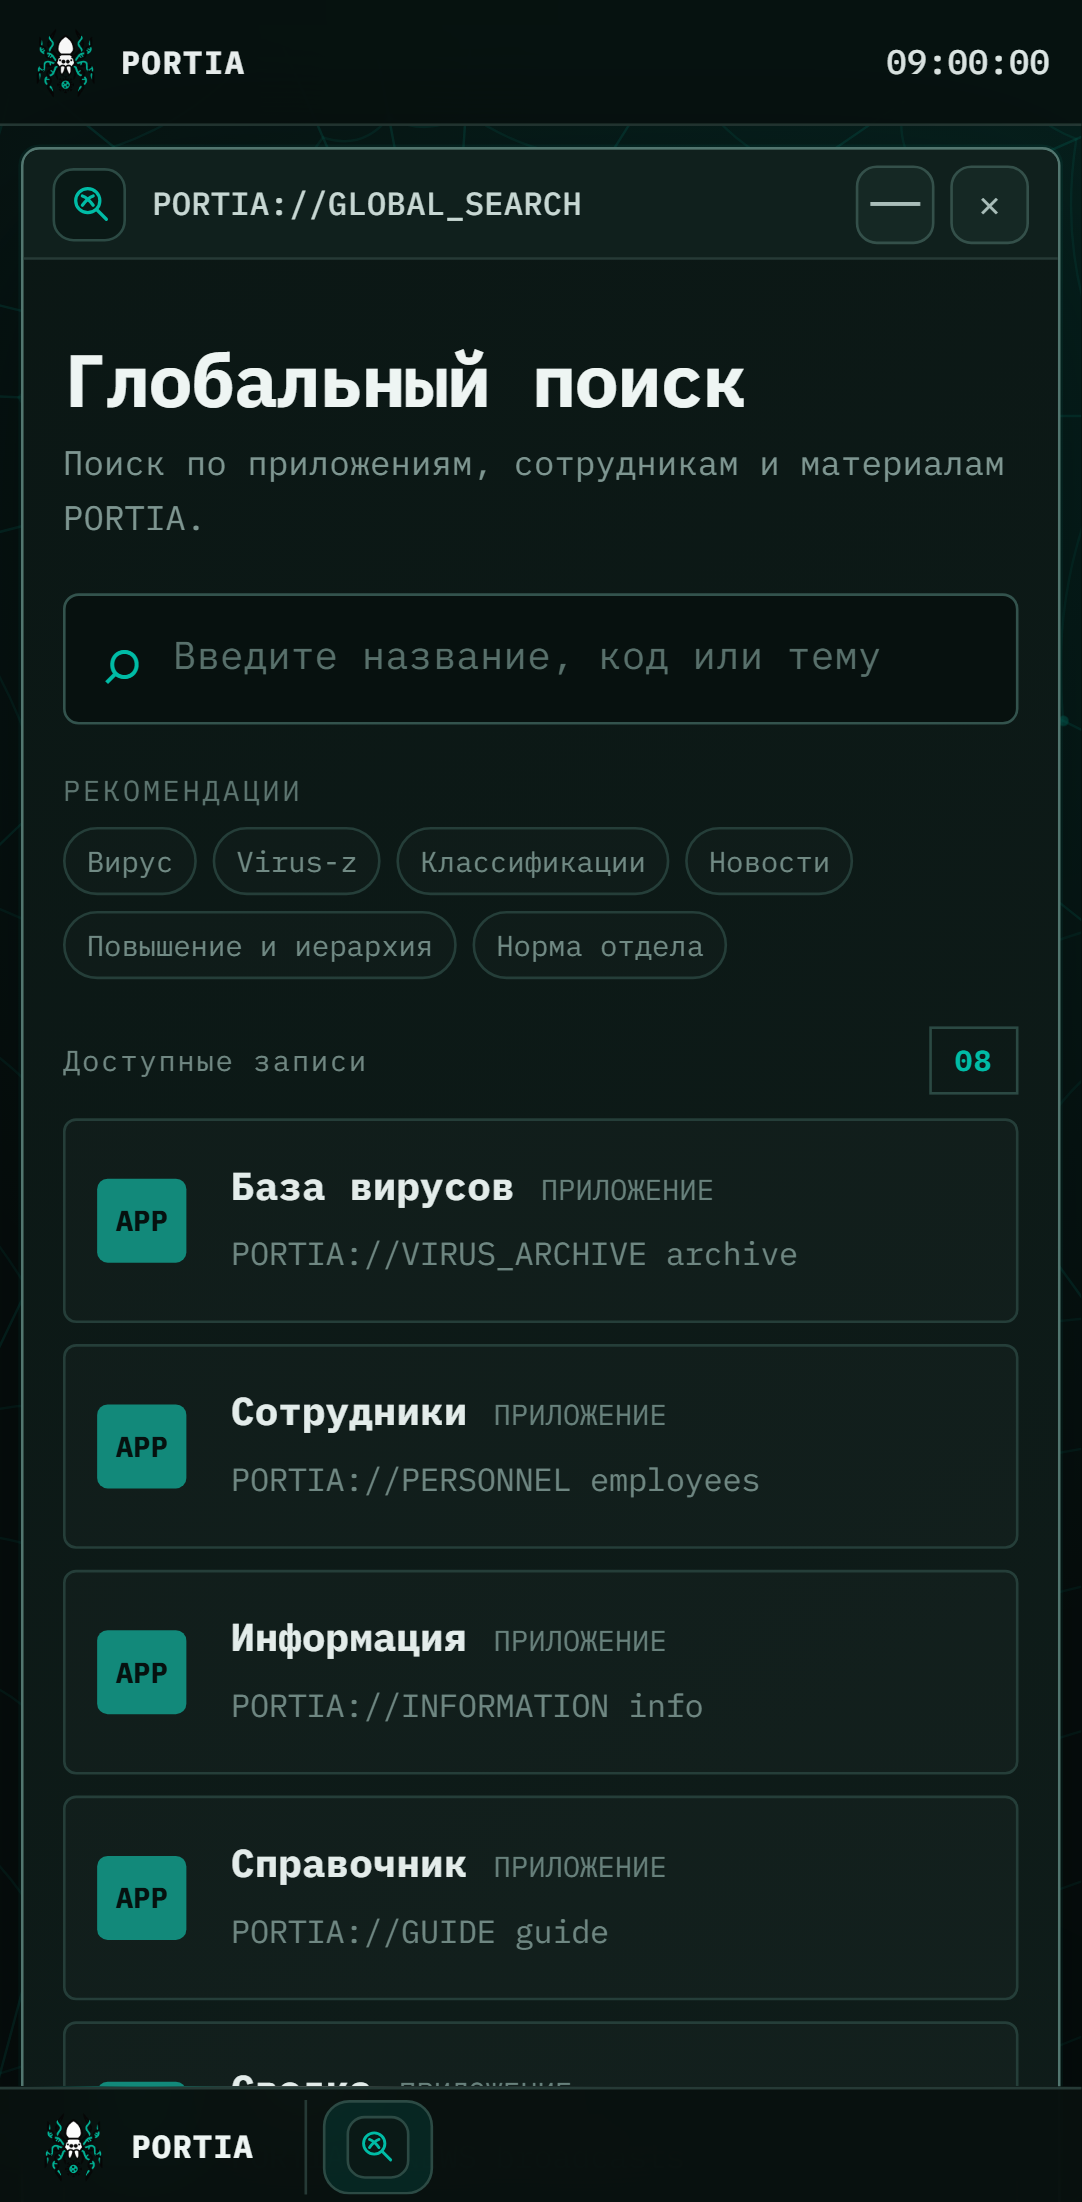 PORTIA
09:00:00
PORTIA://GLOBAL_SEARCH
Глобальный поиск
Поиск по приложениям, сотрудникам и материалам
PORTIA.
Введите название, код или тему
РЕКОМЕНДАЦИИ
Вирус Virus-z Классификации Новости
Повышение и иерархия Норма отдела
Доступные записи 08
APP
База вирусов ПРИЛОЖЕНИЕ
PORTIA://VIRUS_ARCHIVE archive
APP
Сотрудники ПРИЛОЖЕНИЕ
PORTIA://PERSONNEL employees
APP
Информация ПРИЛОЖЕНИЕ
PORTIA://INFORMATION info
APP
Справочник ПРИЛОЖЕНИЕ
PORTIA://GUIDE guide
PORTIA